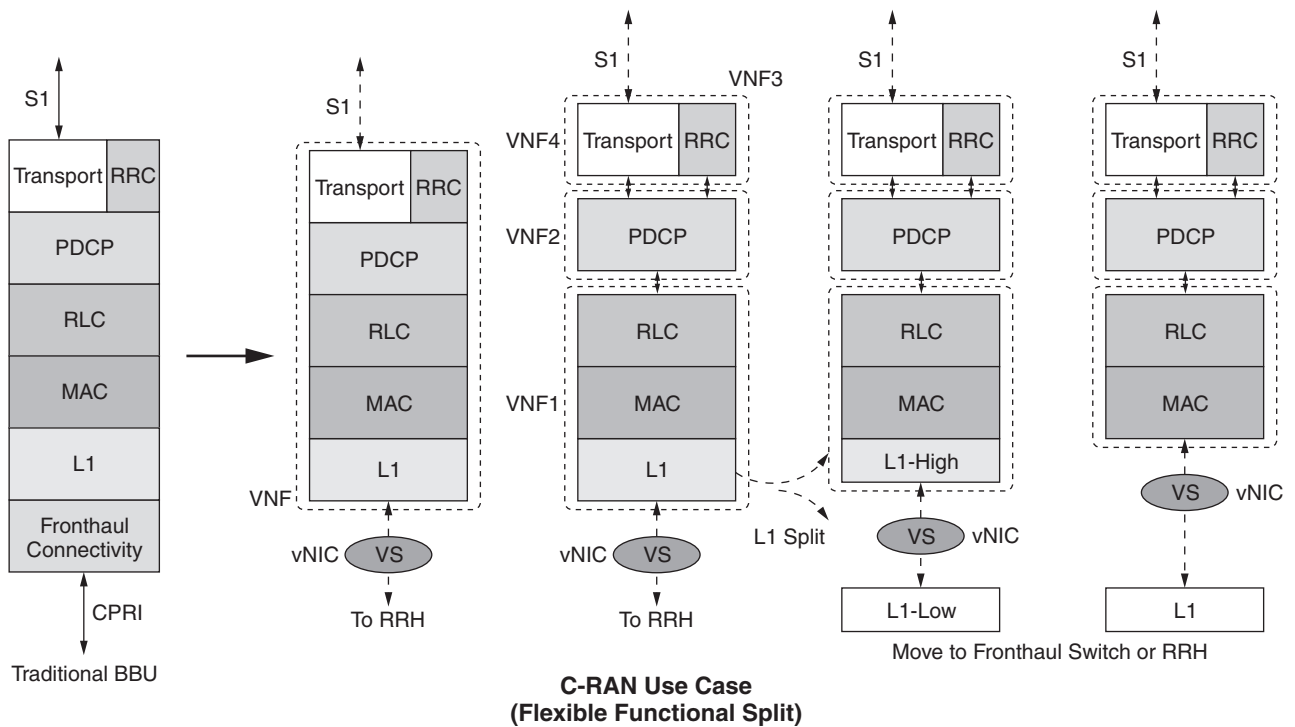 S1
Transport
RRC
PDCP
RLC
MAC
L1
Fronthaul
Connectivity
CPRI
Traditional BBU
S1
Transport
RRC
PDCP
RLC
MAC
L1
VNF
vNIC
VS
To RRH
S1
VNF3
VNF4
Transport
RRC
VNF2
PDCP
RLC
VNF1
MAC
L1
L1 Split
vNIC
VS
To RRH
S1
Transport
RRC
PDCP
RLC
MAC
L1-High
VS
vNIC
L1-Low
S1
Transport
RRC
PDCP
RLC
MAC
VS
vNIC
L1
Move to Fronthaul Switch or RRH
C-RAN Use Case
(Flexible Functional Split)